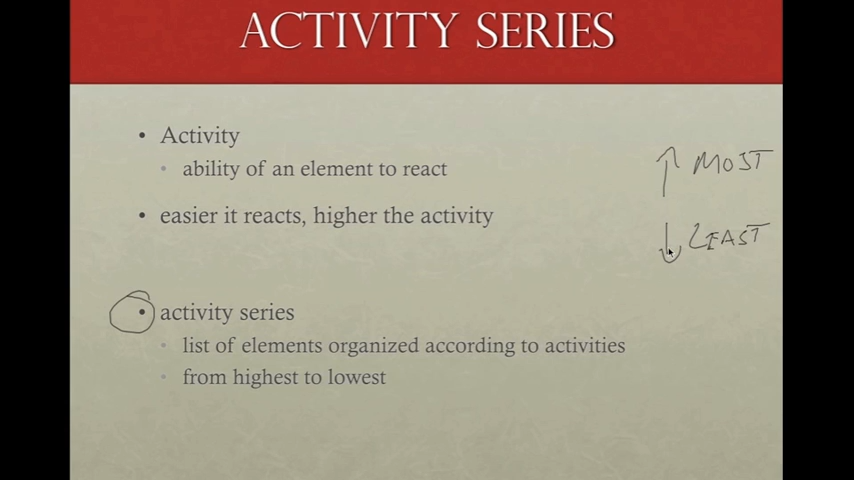 ACTIVITY SERIES
• Activity
• ability of an element to react
• easier it reacts, higher the activity
↑ MOST
↓ LEAST
• activity series
• list of elements organized according to activities
• from highest to lowest